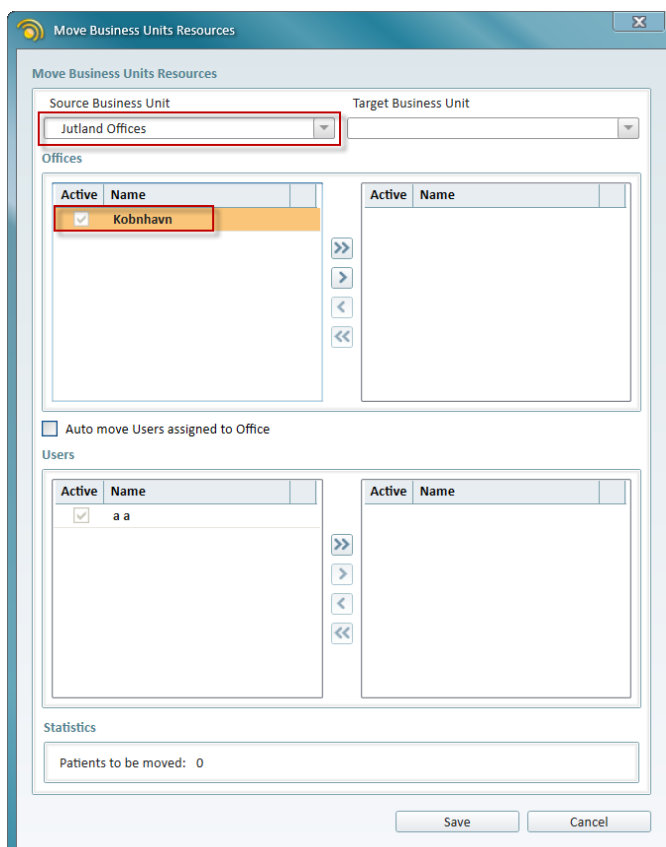 Move Business Units Resources
Move Business Units Resources
Source Business Unit Target Business Unit
Jutland Offices
Offices
Active Name Active Name
Kobnhavn
>>
>
<
<<
Auto move Users assigned to Office
Users
Active Name Active Name
a a
>>
>
<
<<
Statistics
Patients to be moved: 0
Save Cancel